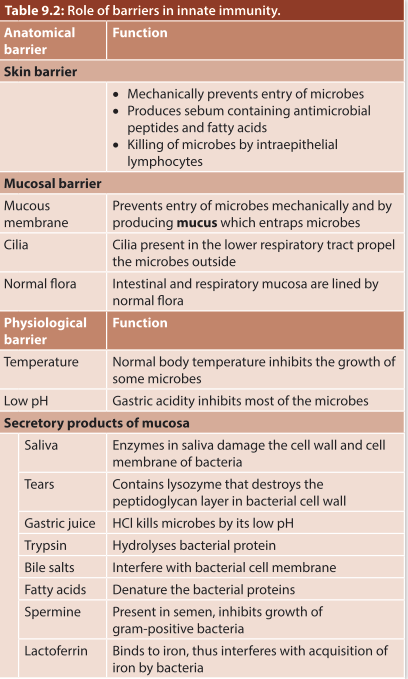 Table 9.2: Role of barriers in innate immunity.
Anatomical barrier | Function
Skin barrier
• Mechanically prevents entry of microbes
• Produces sebum containing antimicrobial
peptides and fatty acids
• Killing of microbes by intraepithelial
lymphocytes
Mucosal barrier
Mucous membrane | Prevents entry of microbes mechanically and by
producing mucus which entraps microbes
Cilia | Cilia present in the lower respiratory tract propel
the microbes outside
Normal flora | Intestinal and respiratory mucosa are lined by
normal flora
Physiological barrier | Function
Temperature | Normal body temperature inhibits the growth of
some microbes
Low pH | Gastric acidity inhibits most of the microbes
Secretory products of mucosa
Saliva | Enzymes in saliva damage the cell wall and cell
membrane of bacteria
Tears | Contains lysozyme that destroys the
peptidoglycan layer in bacterial cell wall
Gastric juice | HCl kills microbes by its low pH
Trypsin | Hydrolyses bacterial protein
Bile salts | Interfere with bacterial cell membrane
Fatty acids | Denature the bacterial proteins
Spermine | Present in semen, inhibits growth of
gram-positive bacteria
Lactoferrin | Binds to iron, thus interferes with acquisition of
iron by bacteria